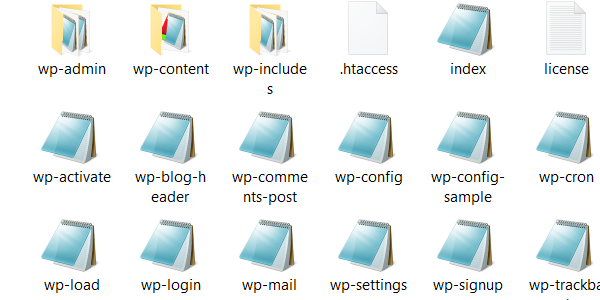 wp-admin
wp-content
wp-include
s
.htaccess
index
license
wp-activate
wp-blog-h
eader
wp-comme
nts-post
wp-config
wp-config-
sample
wp-cron
wp-load
wp-login
wp-mail
wp-settings
wp-signup
wp-trackba